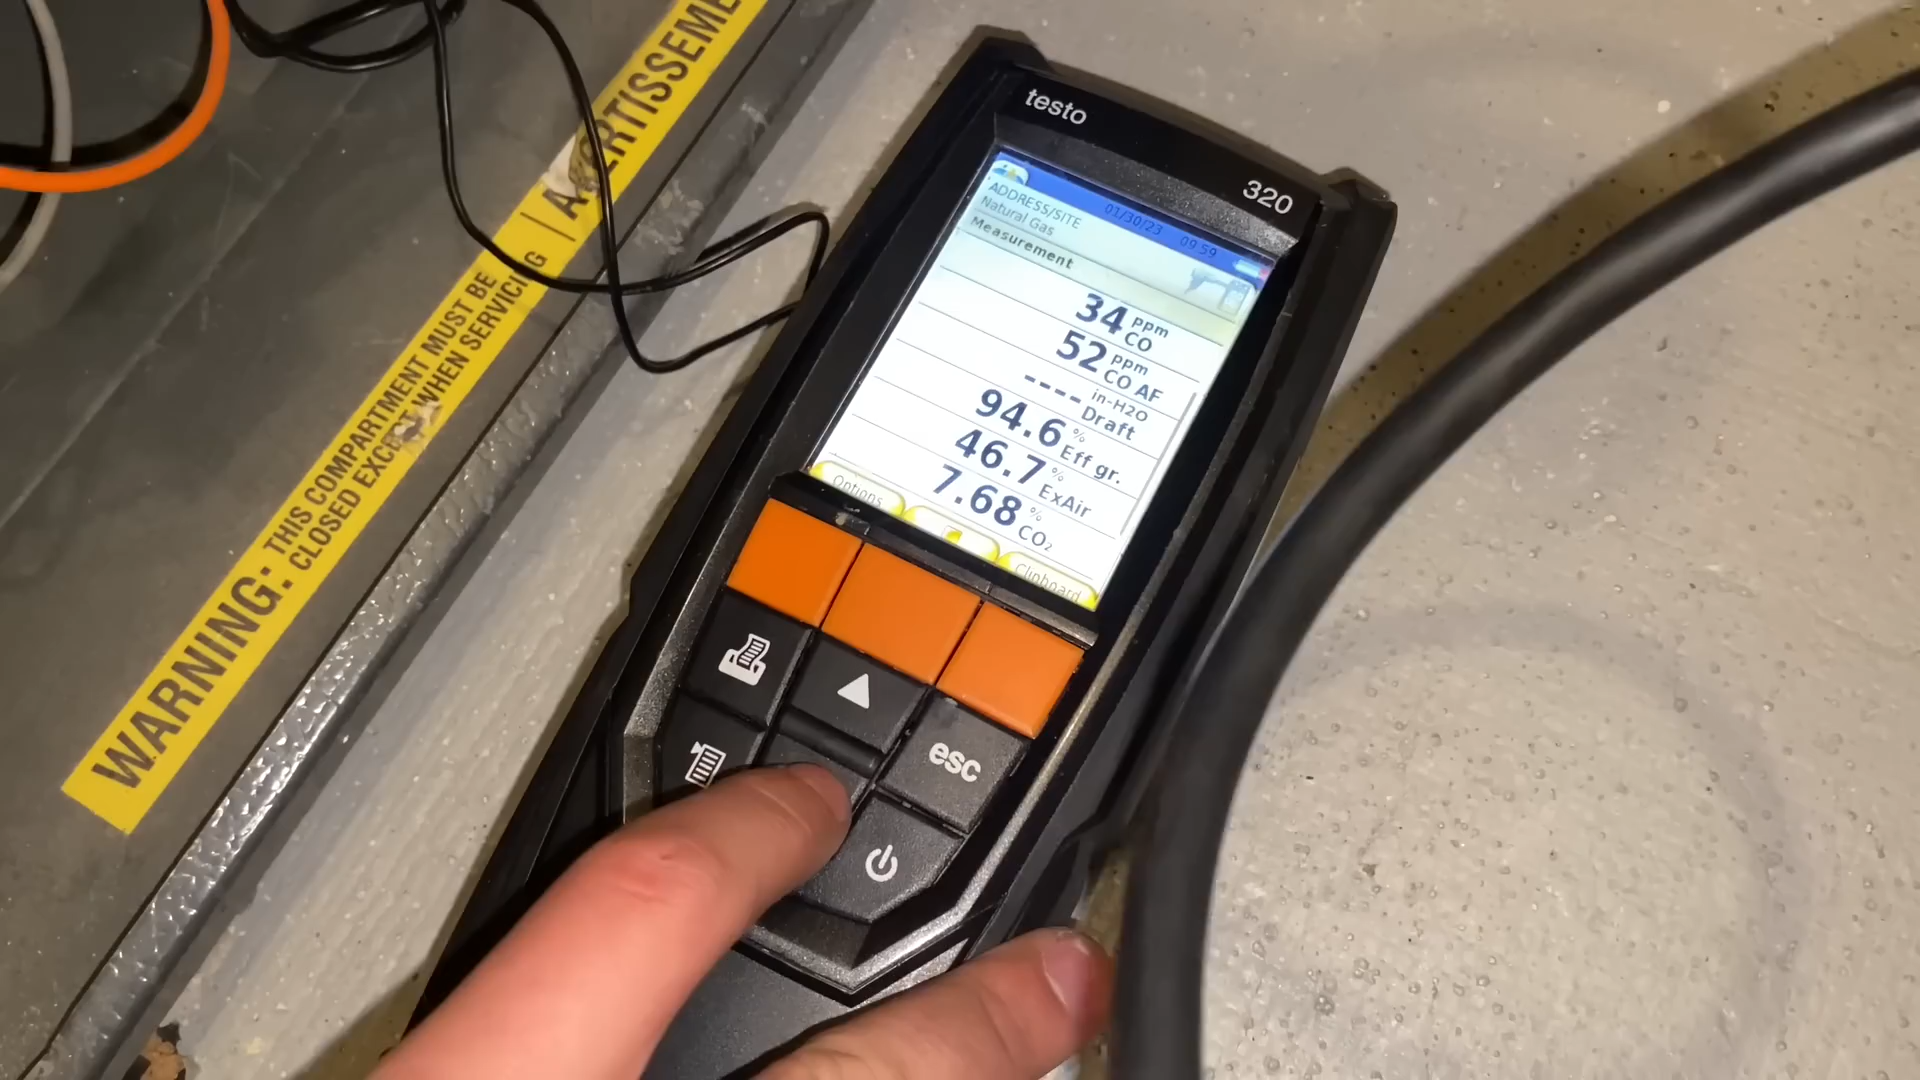 testo
320
01/30/23 09:59
ADDRESS/SITE
Natural Gas
Measurement
34 ppm CO
52 ppm CO AF
---- in-H2O Draft
94.6 % Eff gr.
46.7 % ExAir
7.68 % CO₂
Options
Clipboard
esc
WARNING: THIS COMPARTMENT MUST BE
CLOSED EXCEPT WHEN SERVICING
| AVERTISSEME